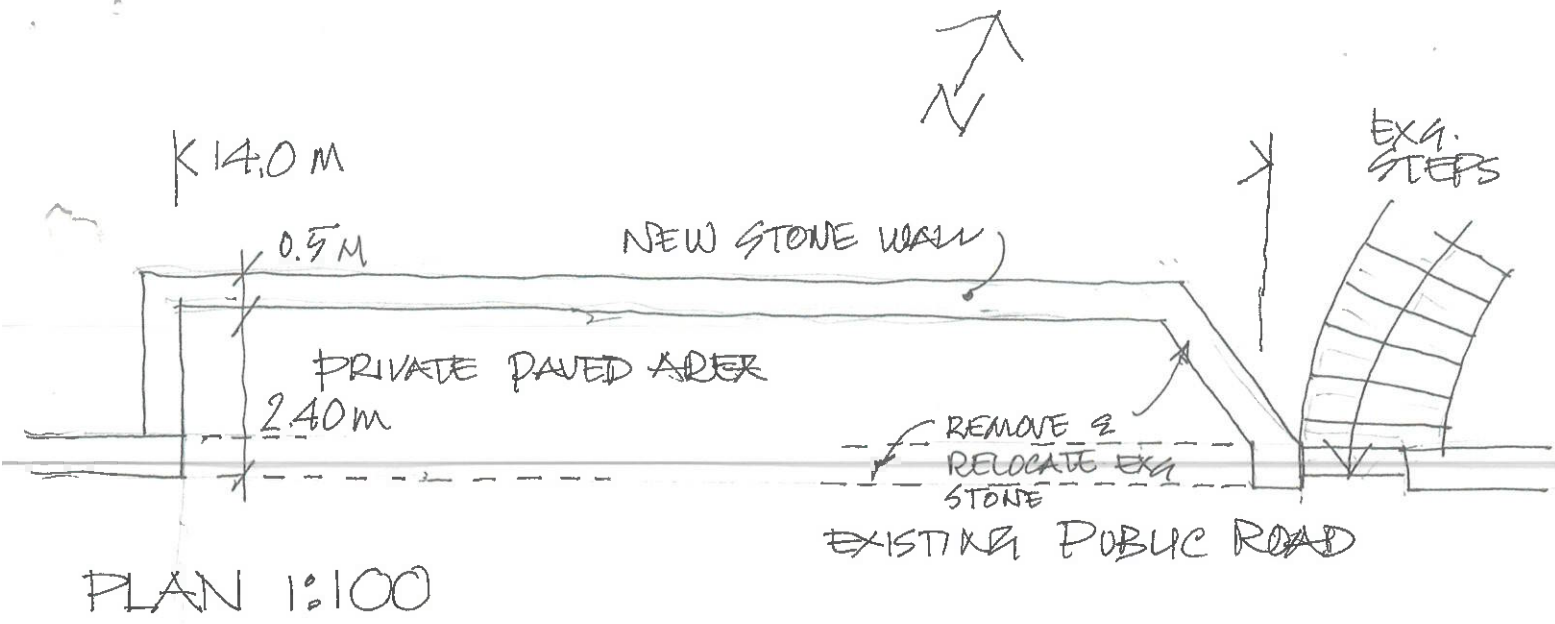 N
14.0 M
EXG.
STEPS
0.5 M
NEW STONE WALL
PRIVATE PAVED AREA
2.40 m
REMOVE &
RELOCATE EXG
STONE
EXISTING PUBLIC ROAD
PLAN 1:100